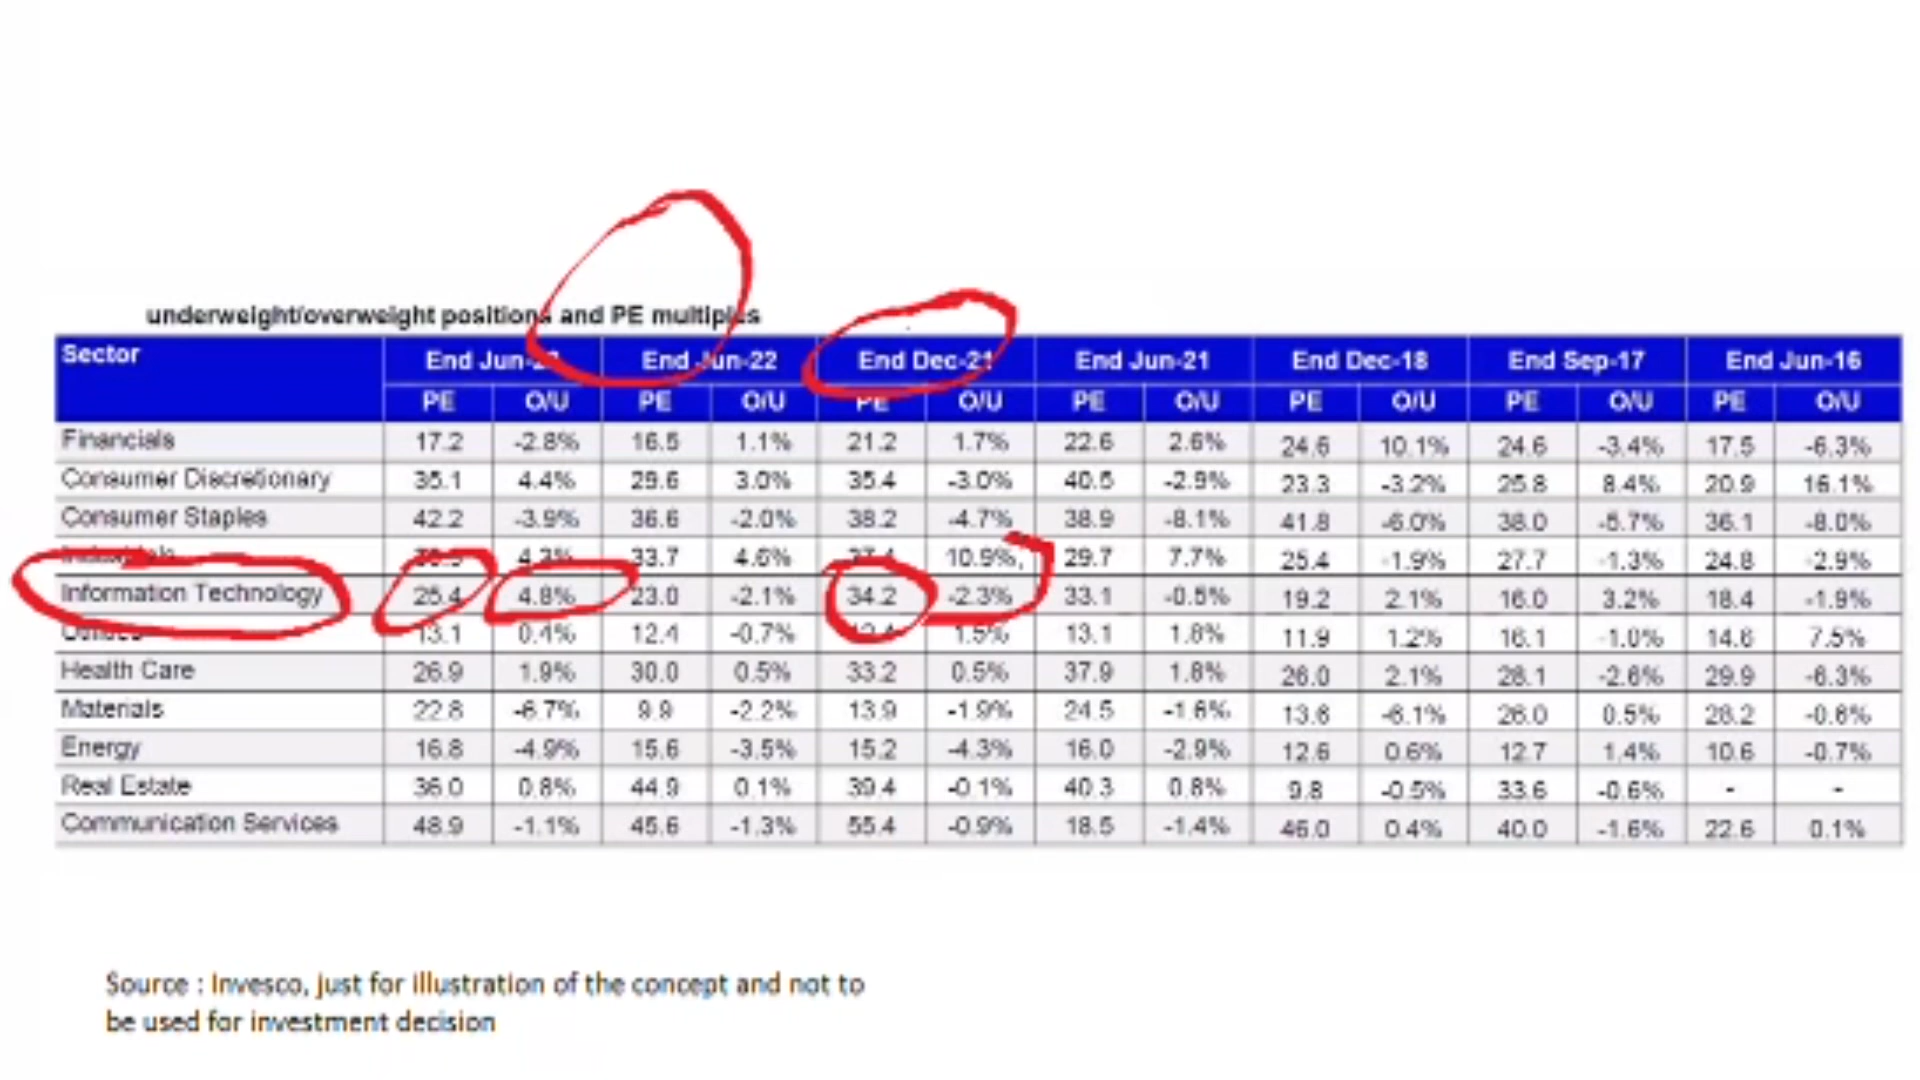 underweight/overweight positions and PE multiples
Sector End End Jun-22 End Dec-21 End Jun-21 End Dec-18 End Sep-17 End Jun-16
PE O/U PE O/U PE O/U PE O/U PE O/U PE O/U PE O/U
Financials 17.2 -2.8% 16.5 1.1% 21.2 1.7% 22.6 2.6% 24.6 10.1% 24.6 -3.4% 17.5 -6.3%
Consumer Discretionary 35.1 4.4% 29.6 3.0% 35.4 -3.0% 40.5 -2.9% 23.3 -3.2% 25.8 8.4% 20.9 16.1%
Consumer Staples 42.2 -3.9% 36.6 -2.0% 38.2 -4.7% 38.9 -8.1% 41.8 -6.0% 38.0 -5.7% 36.1 -8.0%
4.3% 33.7 4.6% 10.9% 29.7 7.7% 25.4 -1.9% 27.7 -1.3% 24.8 -2.9%
Information Technology 25.4 4.8% 23.0 -2.1% 34.2 -2.3% 33.1 -0.5% 19.2 2.1% 16.0 3.2% 18.4 -1.9%
13.1 0.4% 12.4 -0.7% 1.5% 13.1 1.8% 11.9 1.2% 16.1 -1.0% 14.6 7.5%
Health Care 26.9 1.9% 30.0 0.5% 33.2 0.5% 37.9 1.8% 26.0 2.1% 28.1 -2.6% 29.9 -6.3%
Materials 22.8 -6.7% 9.9 -2.2% 13.9 -1.9% 24.5 -1.6% 13.6 -6.1% 26.0 0.5% 28.2 -0.6%
Energy 16.8 -4.9% 15.6 -3.5% 15.2 -4.3% 16.0 -2.9% 12.6 0.6% 12.7 1.4% 10.6 -0.7%
Real Estate 36.0 0.8% 44.9 0.1% 39.4 -0.1% 40.3 0.8% 9.8 -0.5% 33.6 -0.6% - -
Communication Services 48.9 -1.1% 45.6 -1.3% 55.4 -0.9% 18.5 -1.4% 46.0 0.4% 40.0 -1.6% 22.6 0.1%
Source : Invesco, just for illustration of the concept and not to
be used for investment decision